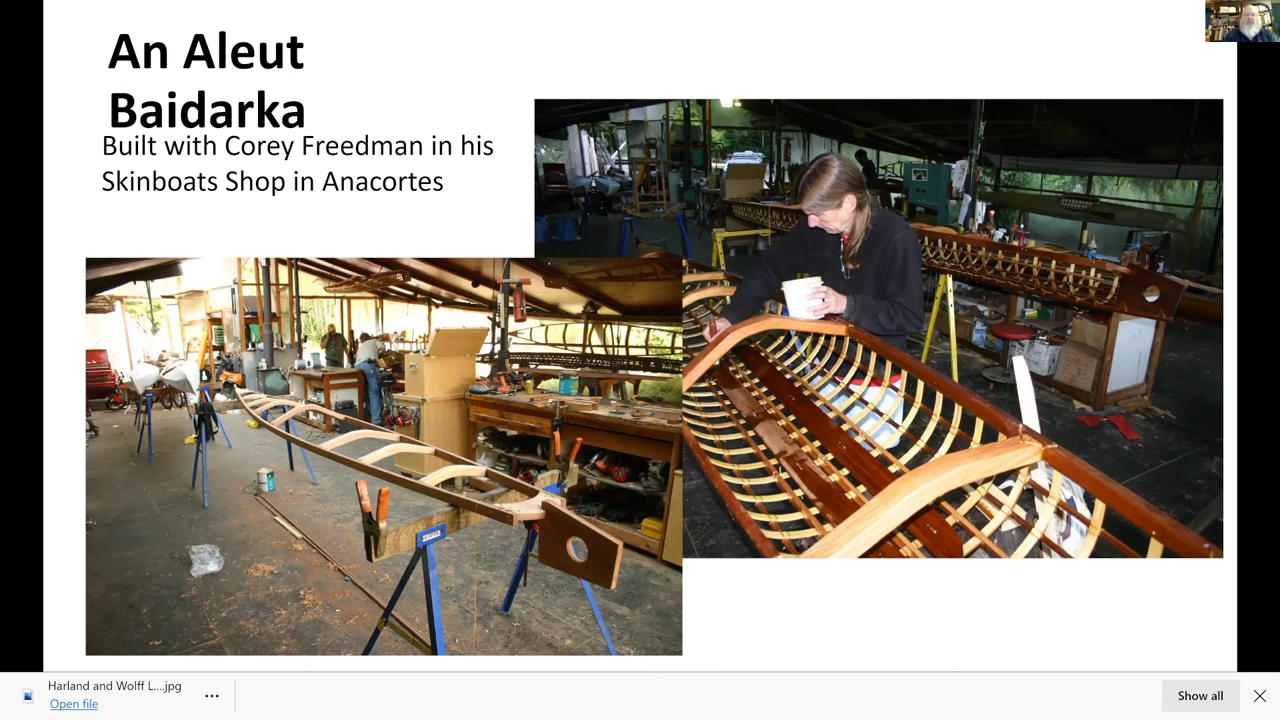 An Aleut
Baidarka
Built with Corey Freedman in his
Skinboats Shop in Anacortes
Harland and Wolff L....jpg
Open file
Show all